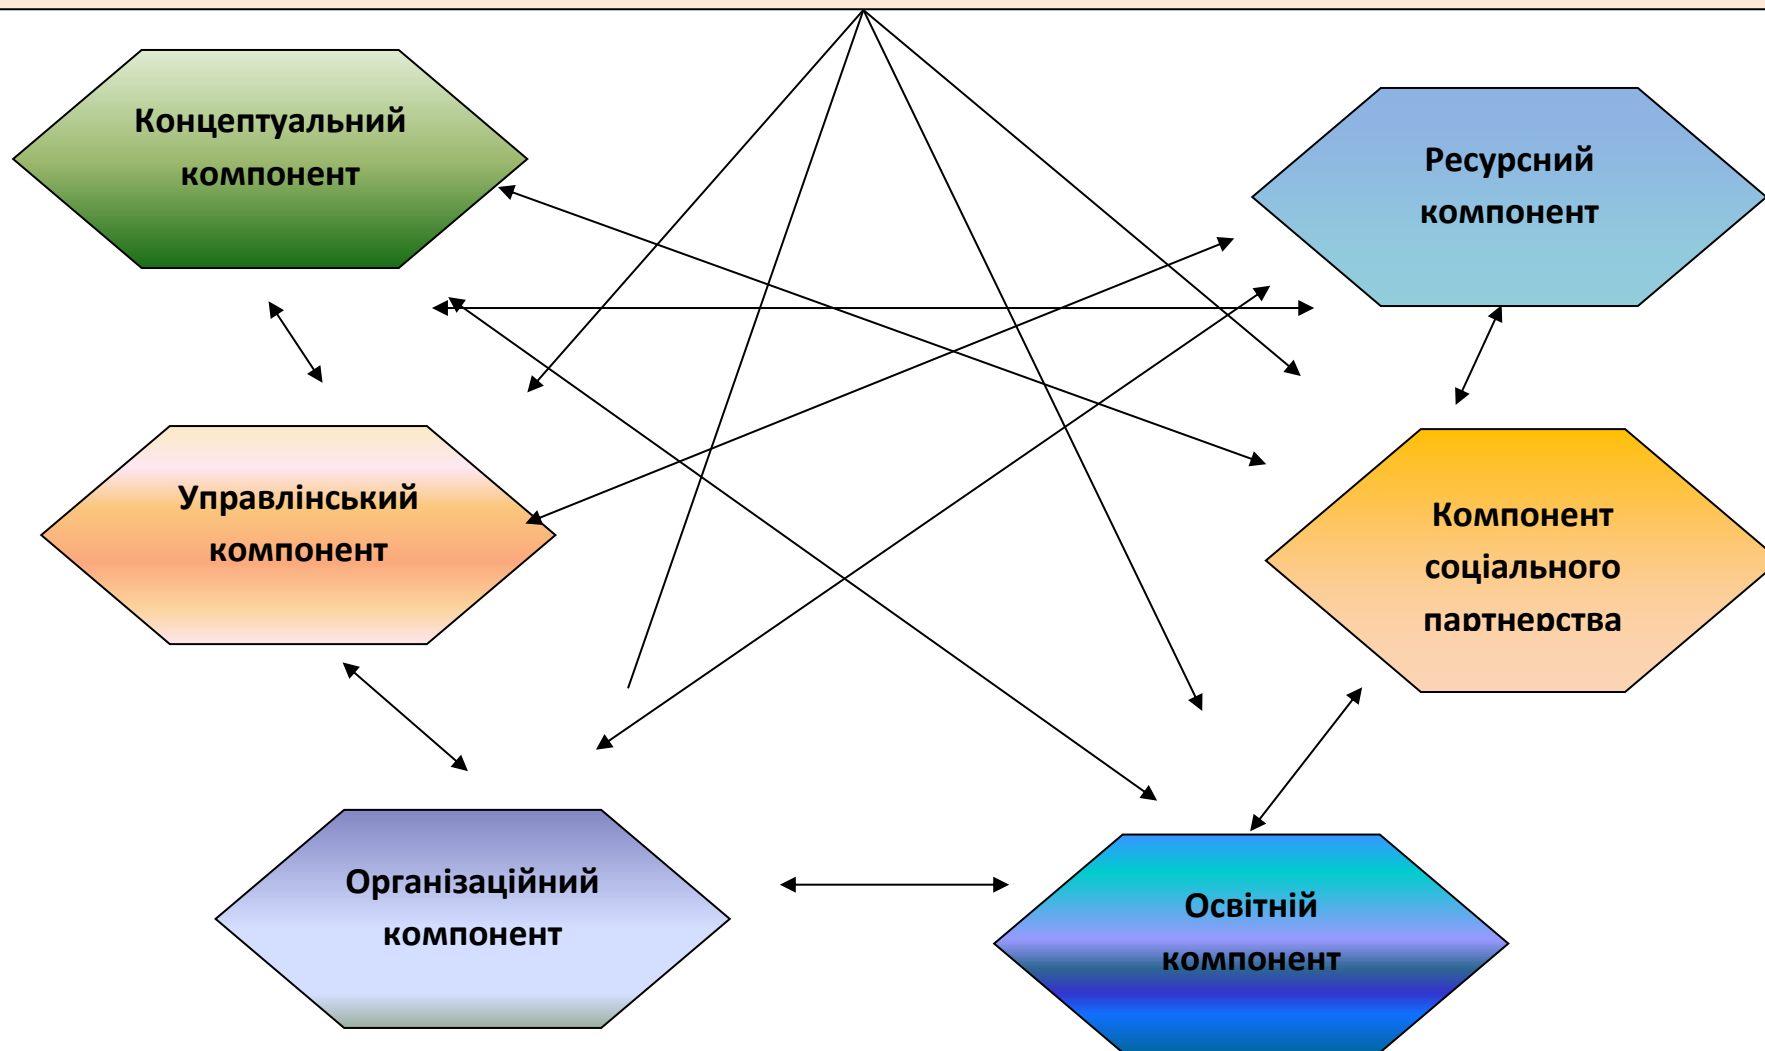 Концептуальний
компонент
Ресурсний
компонент
Управлінський
компонент
Компонент
соціального
партнерства
Організаційний
компонент
Освітній
компонент